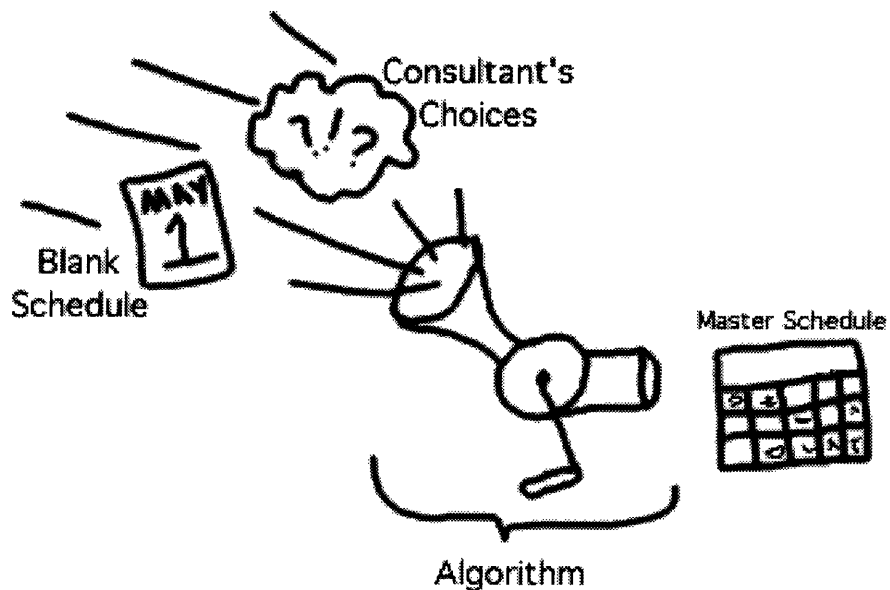 Consultant's
Choices
?!?
MAY
1
Blank
Schedule
Master Schedule
Algorithm